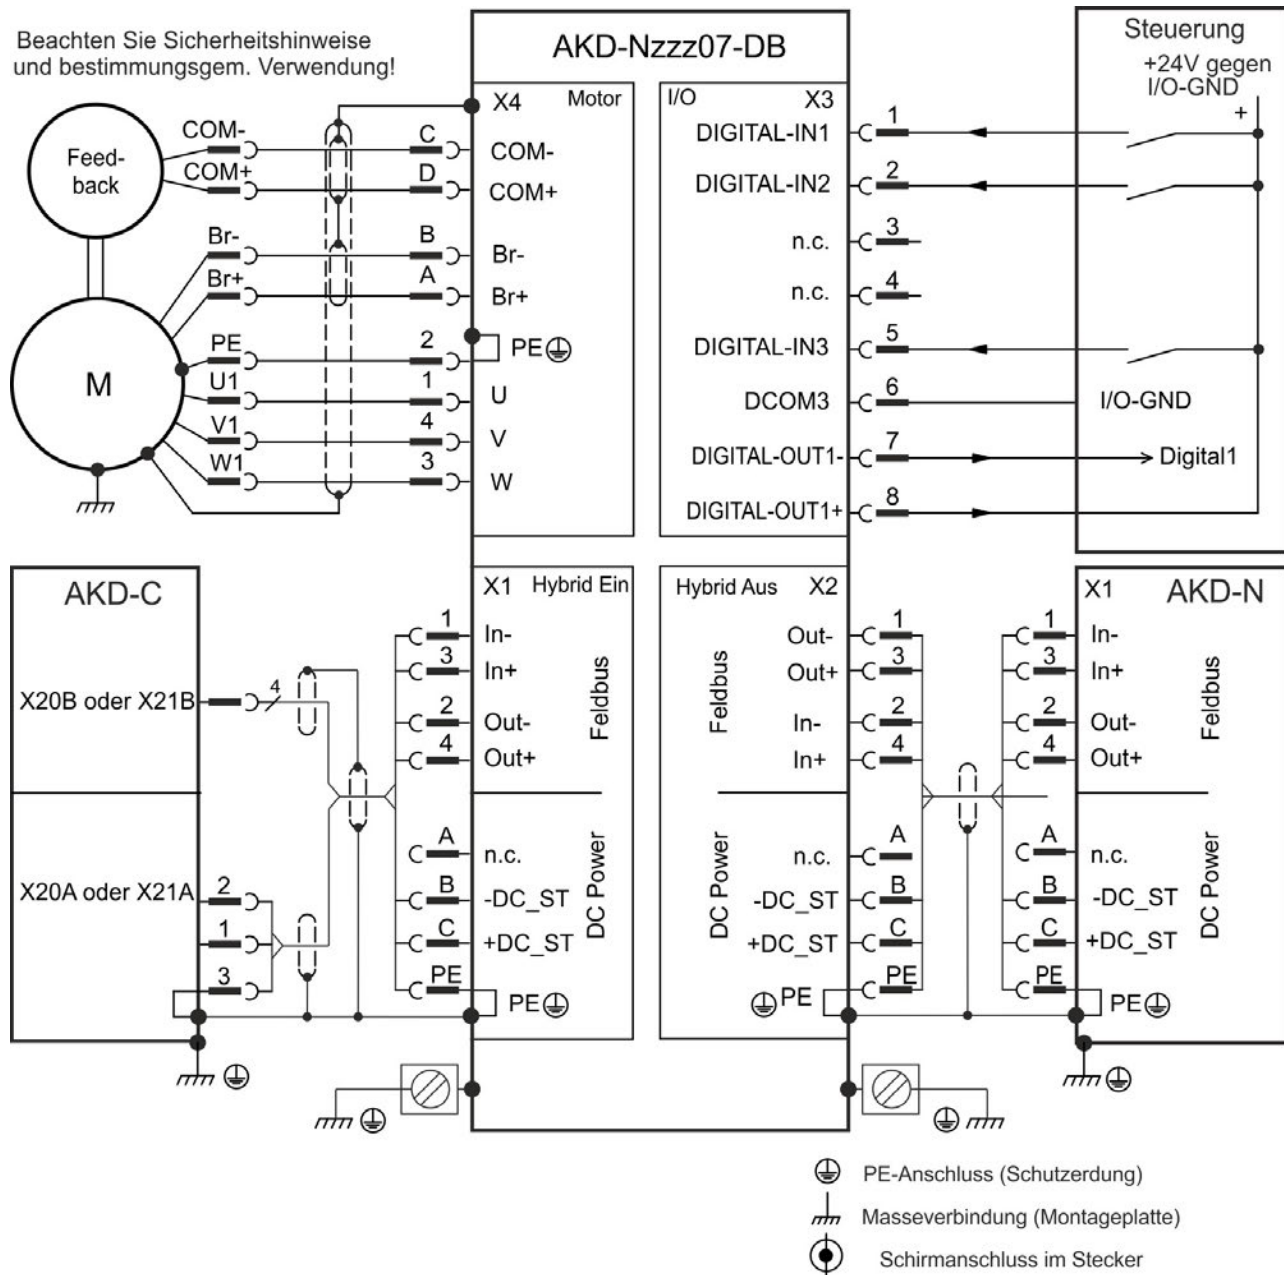 Beachten Sie Sicherheitshinweise
und bestimmungsgem. Verwendung!
AKD-Nzzz07-DB
Steuerung
+24V gegen
I/O-GND
+
Feed-
back
M
COM-
COM+
Br-
Br+
PE
U1
V1
W1
C
D
B
A
2
1
4
3
X4 Motor
COM-
COM+
Br-
Br+
PE
U
V
W
I/O X3
DIGITAL-IN1 1
DIGITAL-IN2 2
n.c. 3
n.c. 4
DIGITAL-IN3 5
DCOM3 6 I/O-GND
DIGITAL-OUT1- 7 Digital1
DIGITAL-OUT1+ 8
AKD-C
X20B oder X21B 4
X20A oder X21A 2
1
3
X1 Hybrid Ein
1 In-
3 In+
2 Out-
4 Out+
Feldbus
A n.c.
B -DC_ST
C +DC_ST
PE PE
DC Power
Hybrid Aus X2
Out- 1
Out+ 3
In- 2
In+ 4
Feldbus
n.c. A
-DC_ST B
+DC_ST C
PE PE
DC Power
X1 AKD-N
1 In-
3 In+
2 Out-
4 Out+
Feldbus
A n.c.
B -DC_ST
C +DC_ST
PE PE
DC Power
PE-Anschluss (Schutzerdung)
Masseverbindung (Montageplatte)
Schirmanschluss im Stecker